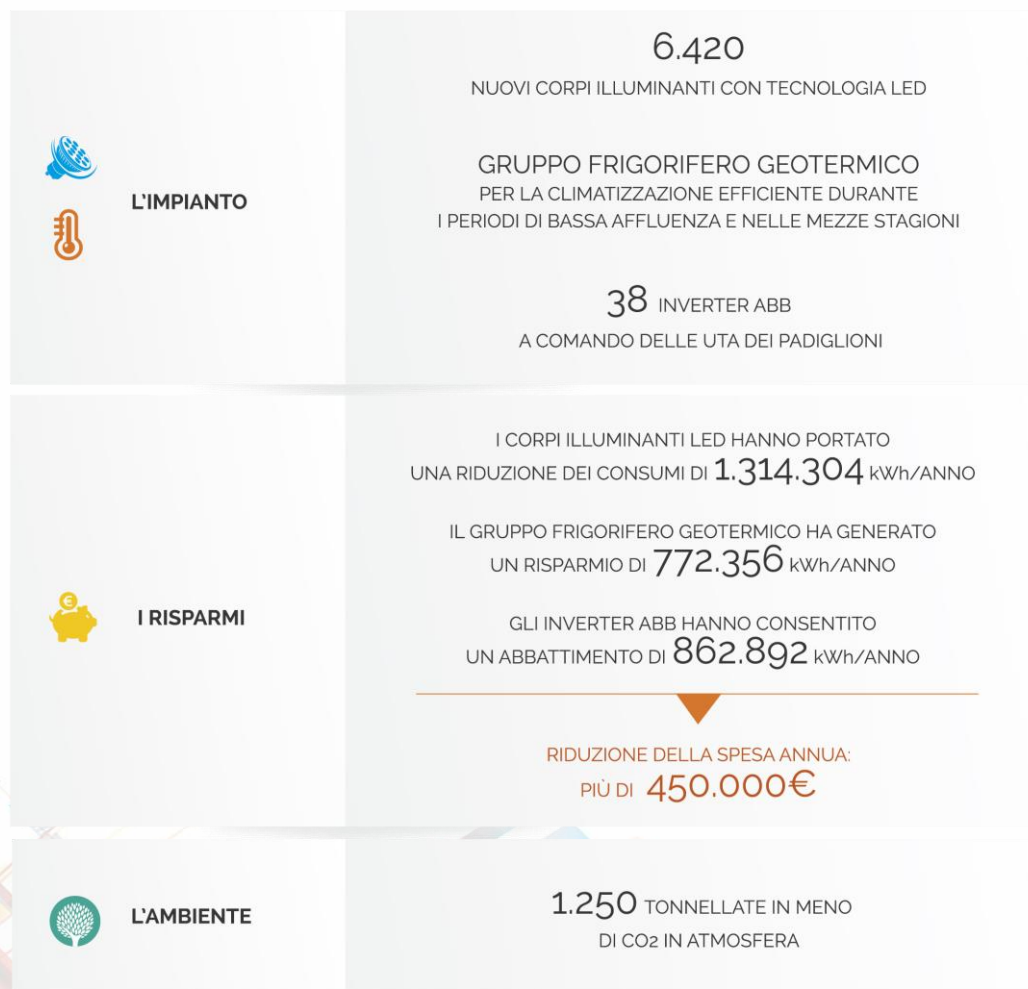 6.420
NUOVI CORPI ILLUMINANTI CON TECNOLOGIA LED
GRUPPO FRIGORIFERO GEOTERMICO
PER LA CLIMATIZZAZIONE EFFICIENTE DURANTE
I PERIODI DI BASSA AFFLUENZA E NELLE MEZZE STAGIONI
L'IMPIANTO
38 INVERTER ABB
A COMANDO DELLE UTA DEI PADIGLIONI
I CORPI ILLUMINANTI LED HANNO PORTATO
UNA RIDUZIONE DEI CONSUMI DI 1.314.304 kWh/ANNO
IL GRUPPO FRIGORIFERO GEOTERMICO HA GENERATO
UN RISPARMIO DI 772.356 kWh/ANNO
I RISPARMI
GLI INVERTER ABB HANNO CONSENTITO
UN ABBATTIMENTO DI 862.892 kWh/ANNO
RIDUZIONE DELLA SPESA ANNUA:
PIÙ DI 450.000€
L'AMBIENTE
1.250 TONNELLATE IN MENO
DI CO2 IN ATMOSFERA